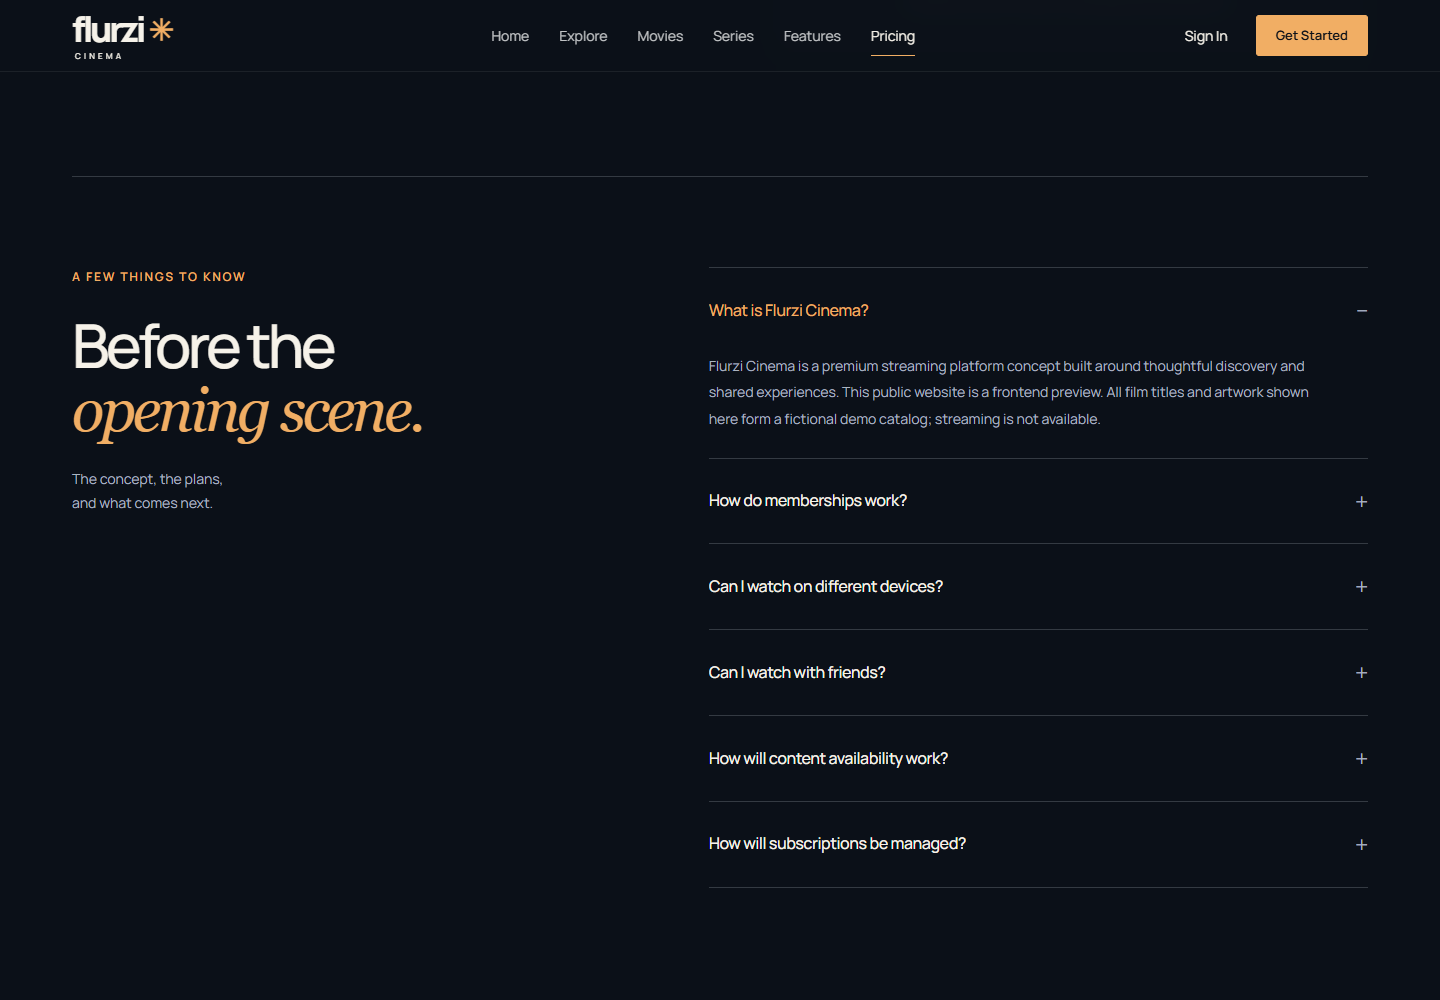 flurzi
CINEMA
Home
Explore
Movies
Series
Features
Pricing
Sign In
Get Started
A FEW THINGS TO KNOW
Before the
opening scene.
The concept, the plans,
and what comes next.
What is Flurzi Cinema?
Flurzi Cinema is a premium streaming platform concept built around thoughtful discovery and
shared experiences. This public website is a frontend preview. All film titles and artwork shown
here form a fictional demo catalog; streaming is not available.
How do memberships work?
Can I watch on different devices?
Can I watch with friends?
How will content availability work?
How will subscriptions be managed?